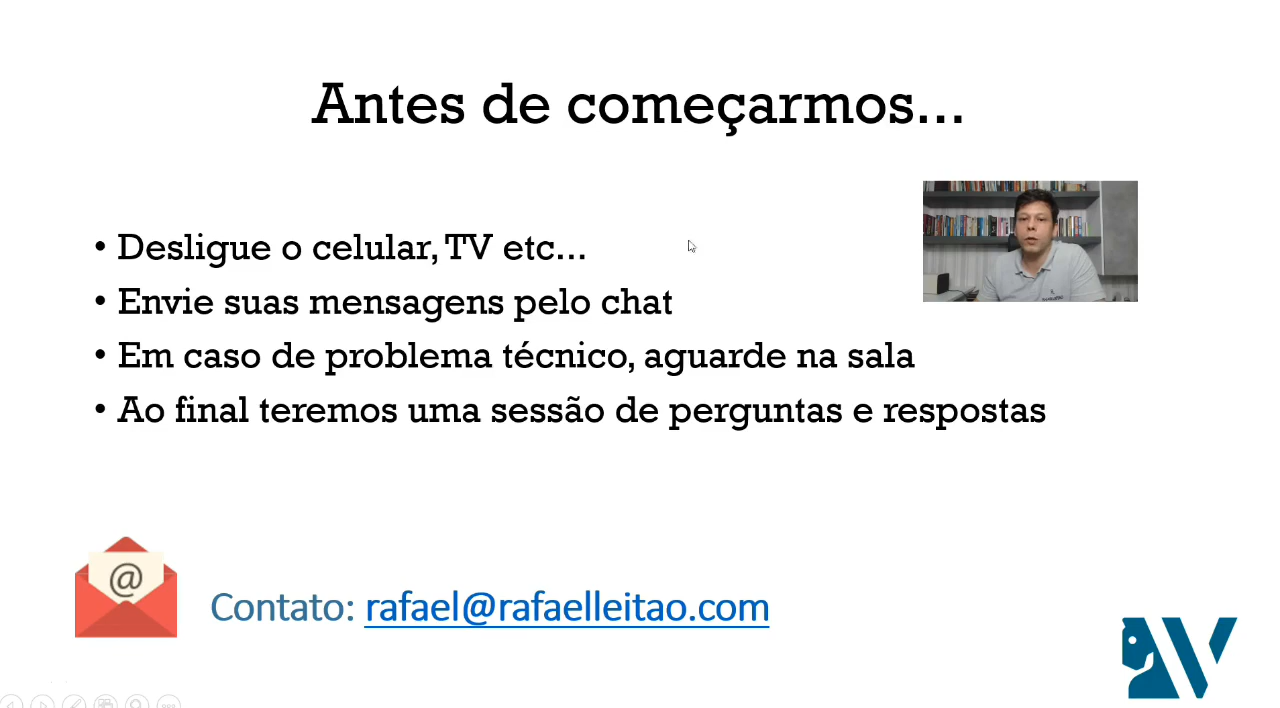 Antes de começarmos...
• Desligue o celular, TV etc...
• Envie suas mensagens pelo chat
• Em caso de problema técnico, aguarde na sala
• Ao final teremos uma sessão de perguntas e respostas
@
Contato: rafael@rafaelleitao.com